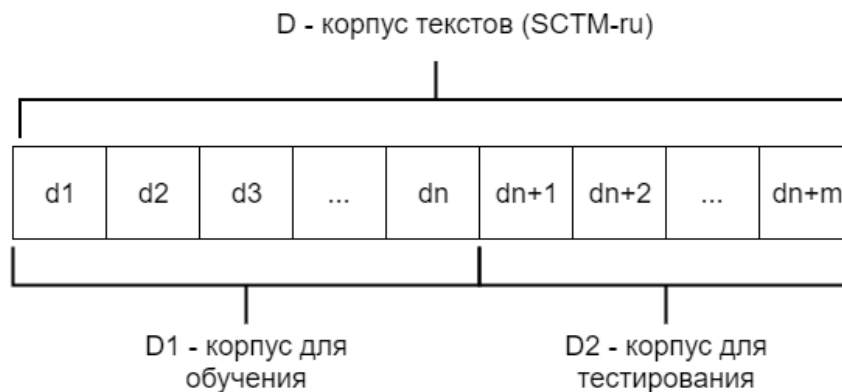 D - корпус текстов (SCTM-ru)
d1 d2 d3 ... dn dn+1 dn+2 ... dn+m
D1 - корпус для
обучения
D2 - корпус для
тестирования